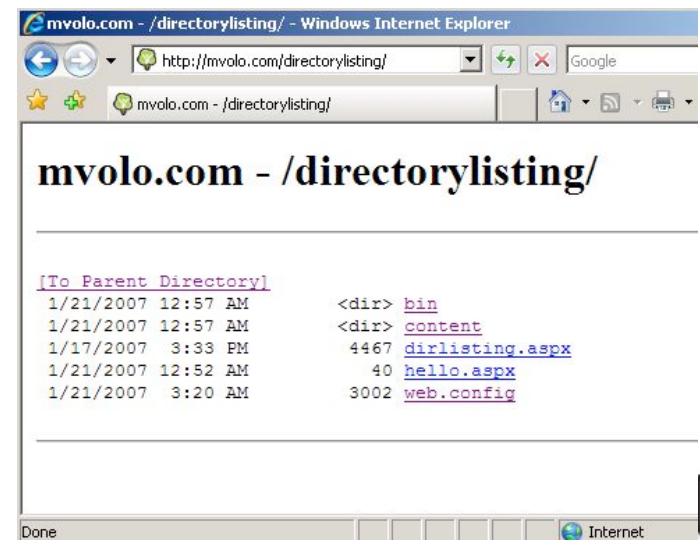 mvolo.com - /directorylisting/ - Windows Internet Explorer
http://mvolo.com/directorylisting/
Google
mvolo.com - /directorylisting/
mvolo.com - /directorylisting/
[To Parent Directory]
1/21/2007 12:57 AM <dir> bin
1/21/2007 12:57 AM <dir> content
1/17/2007 3:33 PM 4467 dirlisting.aspx
1/21/2007 12:52 AM 40 hello.aspx
1/21/2007 3:20 AM 3002 web.config
Done
Internet